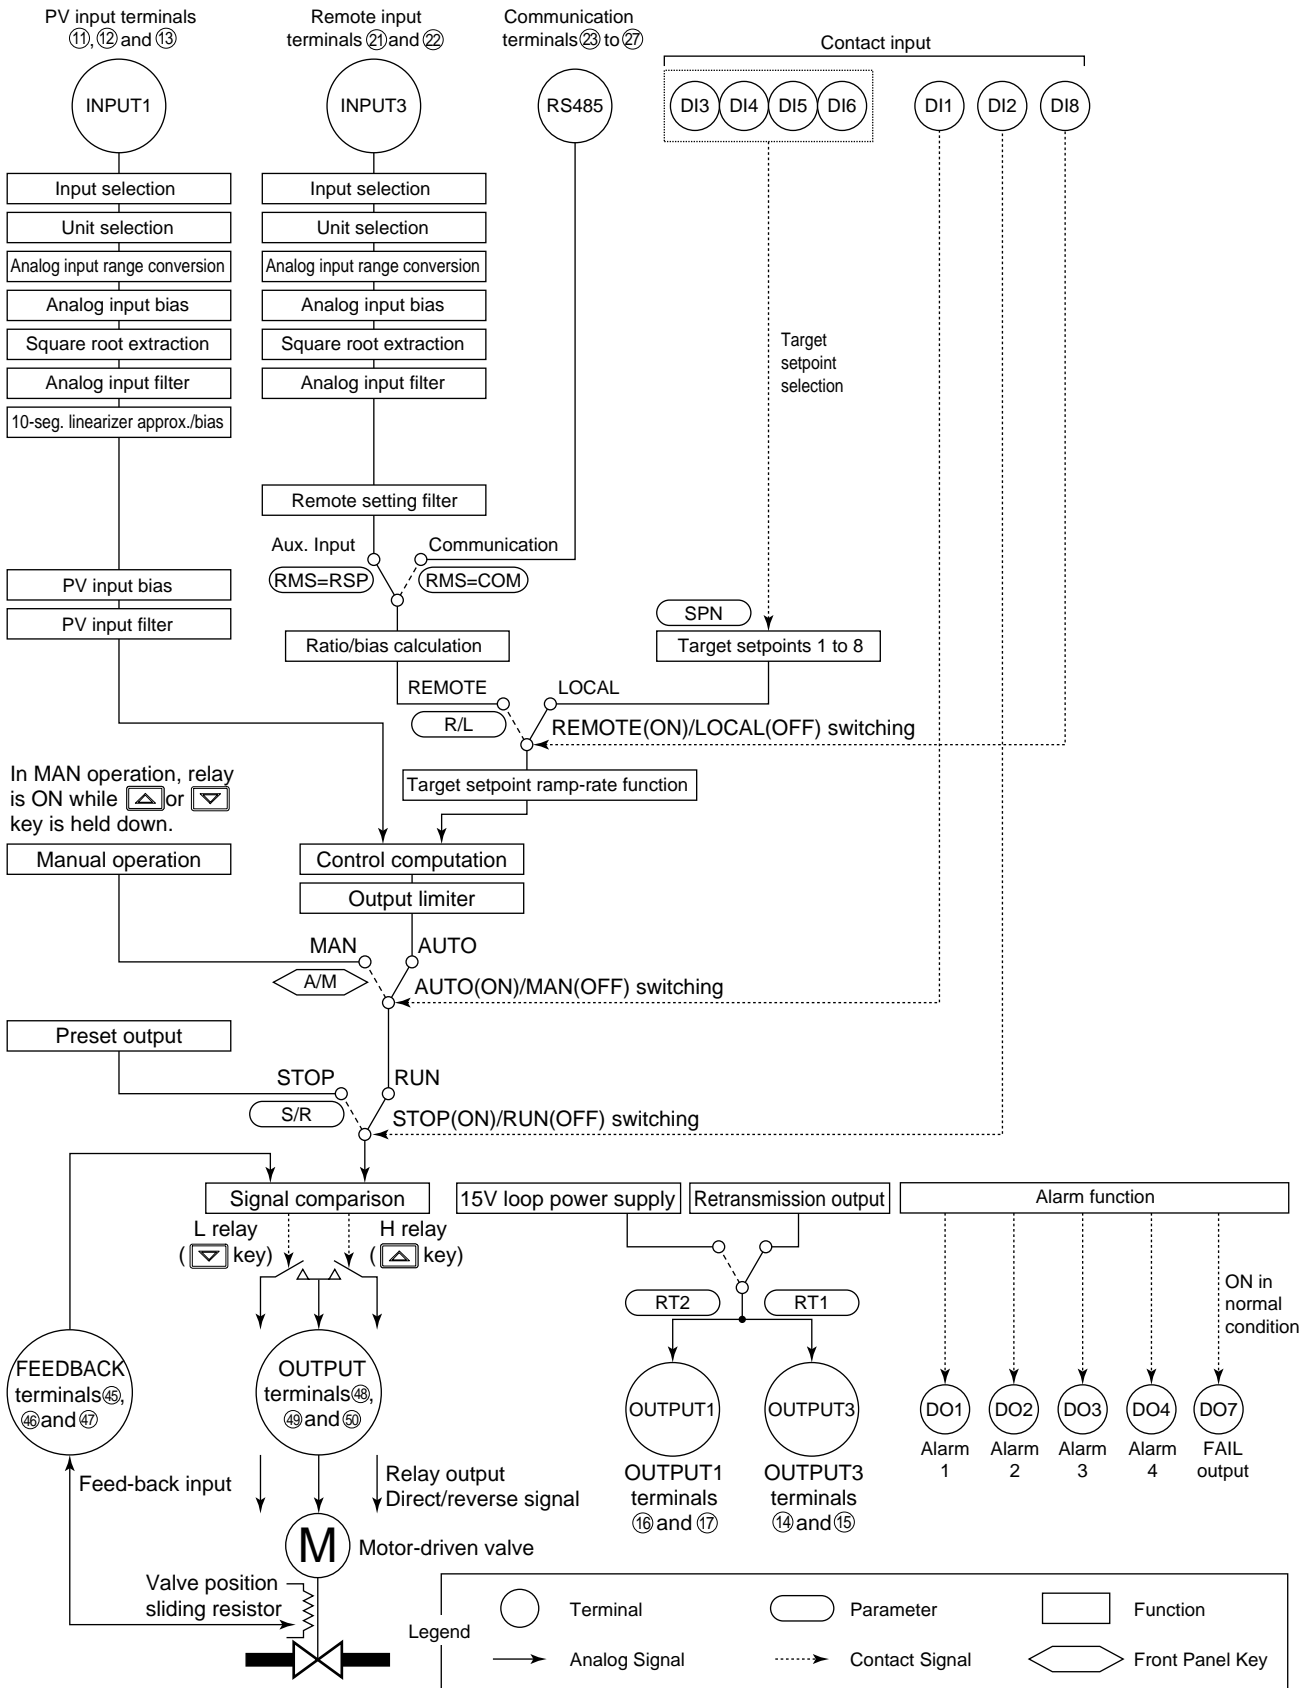 PV input terminals
⑪, ⑫ and ⑬
Remote input
terminals ㉑ and ㉒
Communication
terminals ㉓ to ㉗
Contact input
INPUT1
INPUT3
RS485
DI3
DI4
DI5
DI6
DI1
DI2
DI8
Input selection
Unit selection
Analog input range conversion
Analog input bias
Square root extraction
Analog input filter
10-seg. linearizer approx./bias
Input selection
Unit selection
Analog input range conversion
Analog input bias
Square root extraction
Analog input filter
Target
setpoint
selection
Remote setting filter
Aux. Input
Communication
RMS=RSP
RMS=COM
PV input bias
PV input filter
SPN
Ratio/bias calculation
Target setpoints 1 to 8
REMOTE
LOCAL
R/L
REMOTE(ON)/LOCAL(OFF) switching
Target setpoint ramp-rate function
In MAN operation, relay
is ON while △ or ▽
key is held down.
Manual operation
Control computation
Output limiter
MAN
AUTO
A/M
AUTO(ON)/MAN(OFF) switching
Preset output
STOP
RUN
S/R
STOP(ON)/RUN(OFF) switching
Signal comparison
15V loop power supply
Retransmission output
Alarm function
L relay
( ▽ key)
H relay
( △ key)
RT2
RT1
ON in
normal
condition
FEEDBACK
terminals ㊺,
㊻ and ㊼
OUTPUT
terminals ㊽,
㊾ and ㊿
OUTPUT1
OUTPUT3
DO1
DO2
DO3
DO4
DO7
Alarm
1
Alarm
2
Alarm
3
Alarm
4
FAIL
output
OUTPUT1
terminals
⑯ and ⑰
OUTPUT3
terminals
⑭ and ⑮
Feed-back input
Relay output
Direct/reverse signal
M
Motor-driven valve
Valve position
sliding resistor
Legend
Terminal
Parameter
Function
Analog Signal
Contact Signal
Front Panel Key